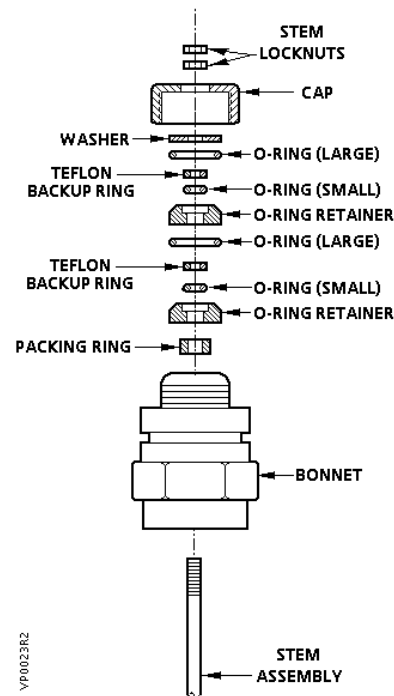 STEM
LOCKNUTS
CAP
WASHER
O-RING (LARGE)
TEFLON
BACKUP RING
O-RING (SMALL)
O-RING RETAINER
O-RING (LARGE)
TEFLON
BACKUP RING
O-RING (SMALL)
O-RING RETAINER
PACKING RING
BONNET
STEM
ASSEMBLY
VP0023R2